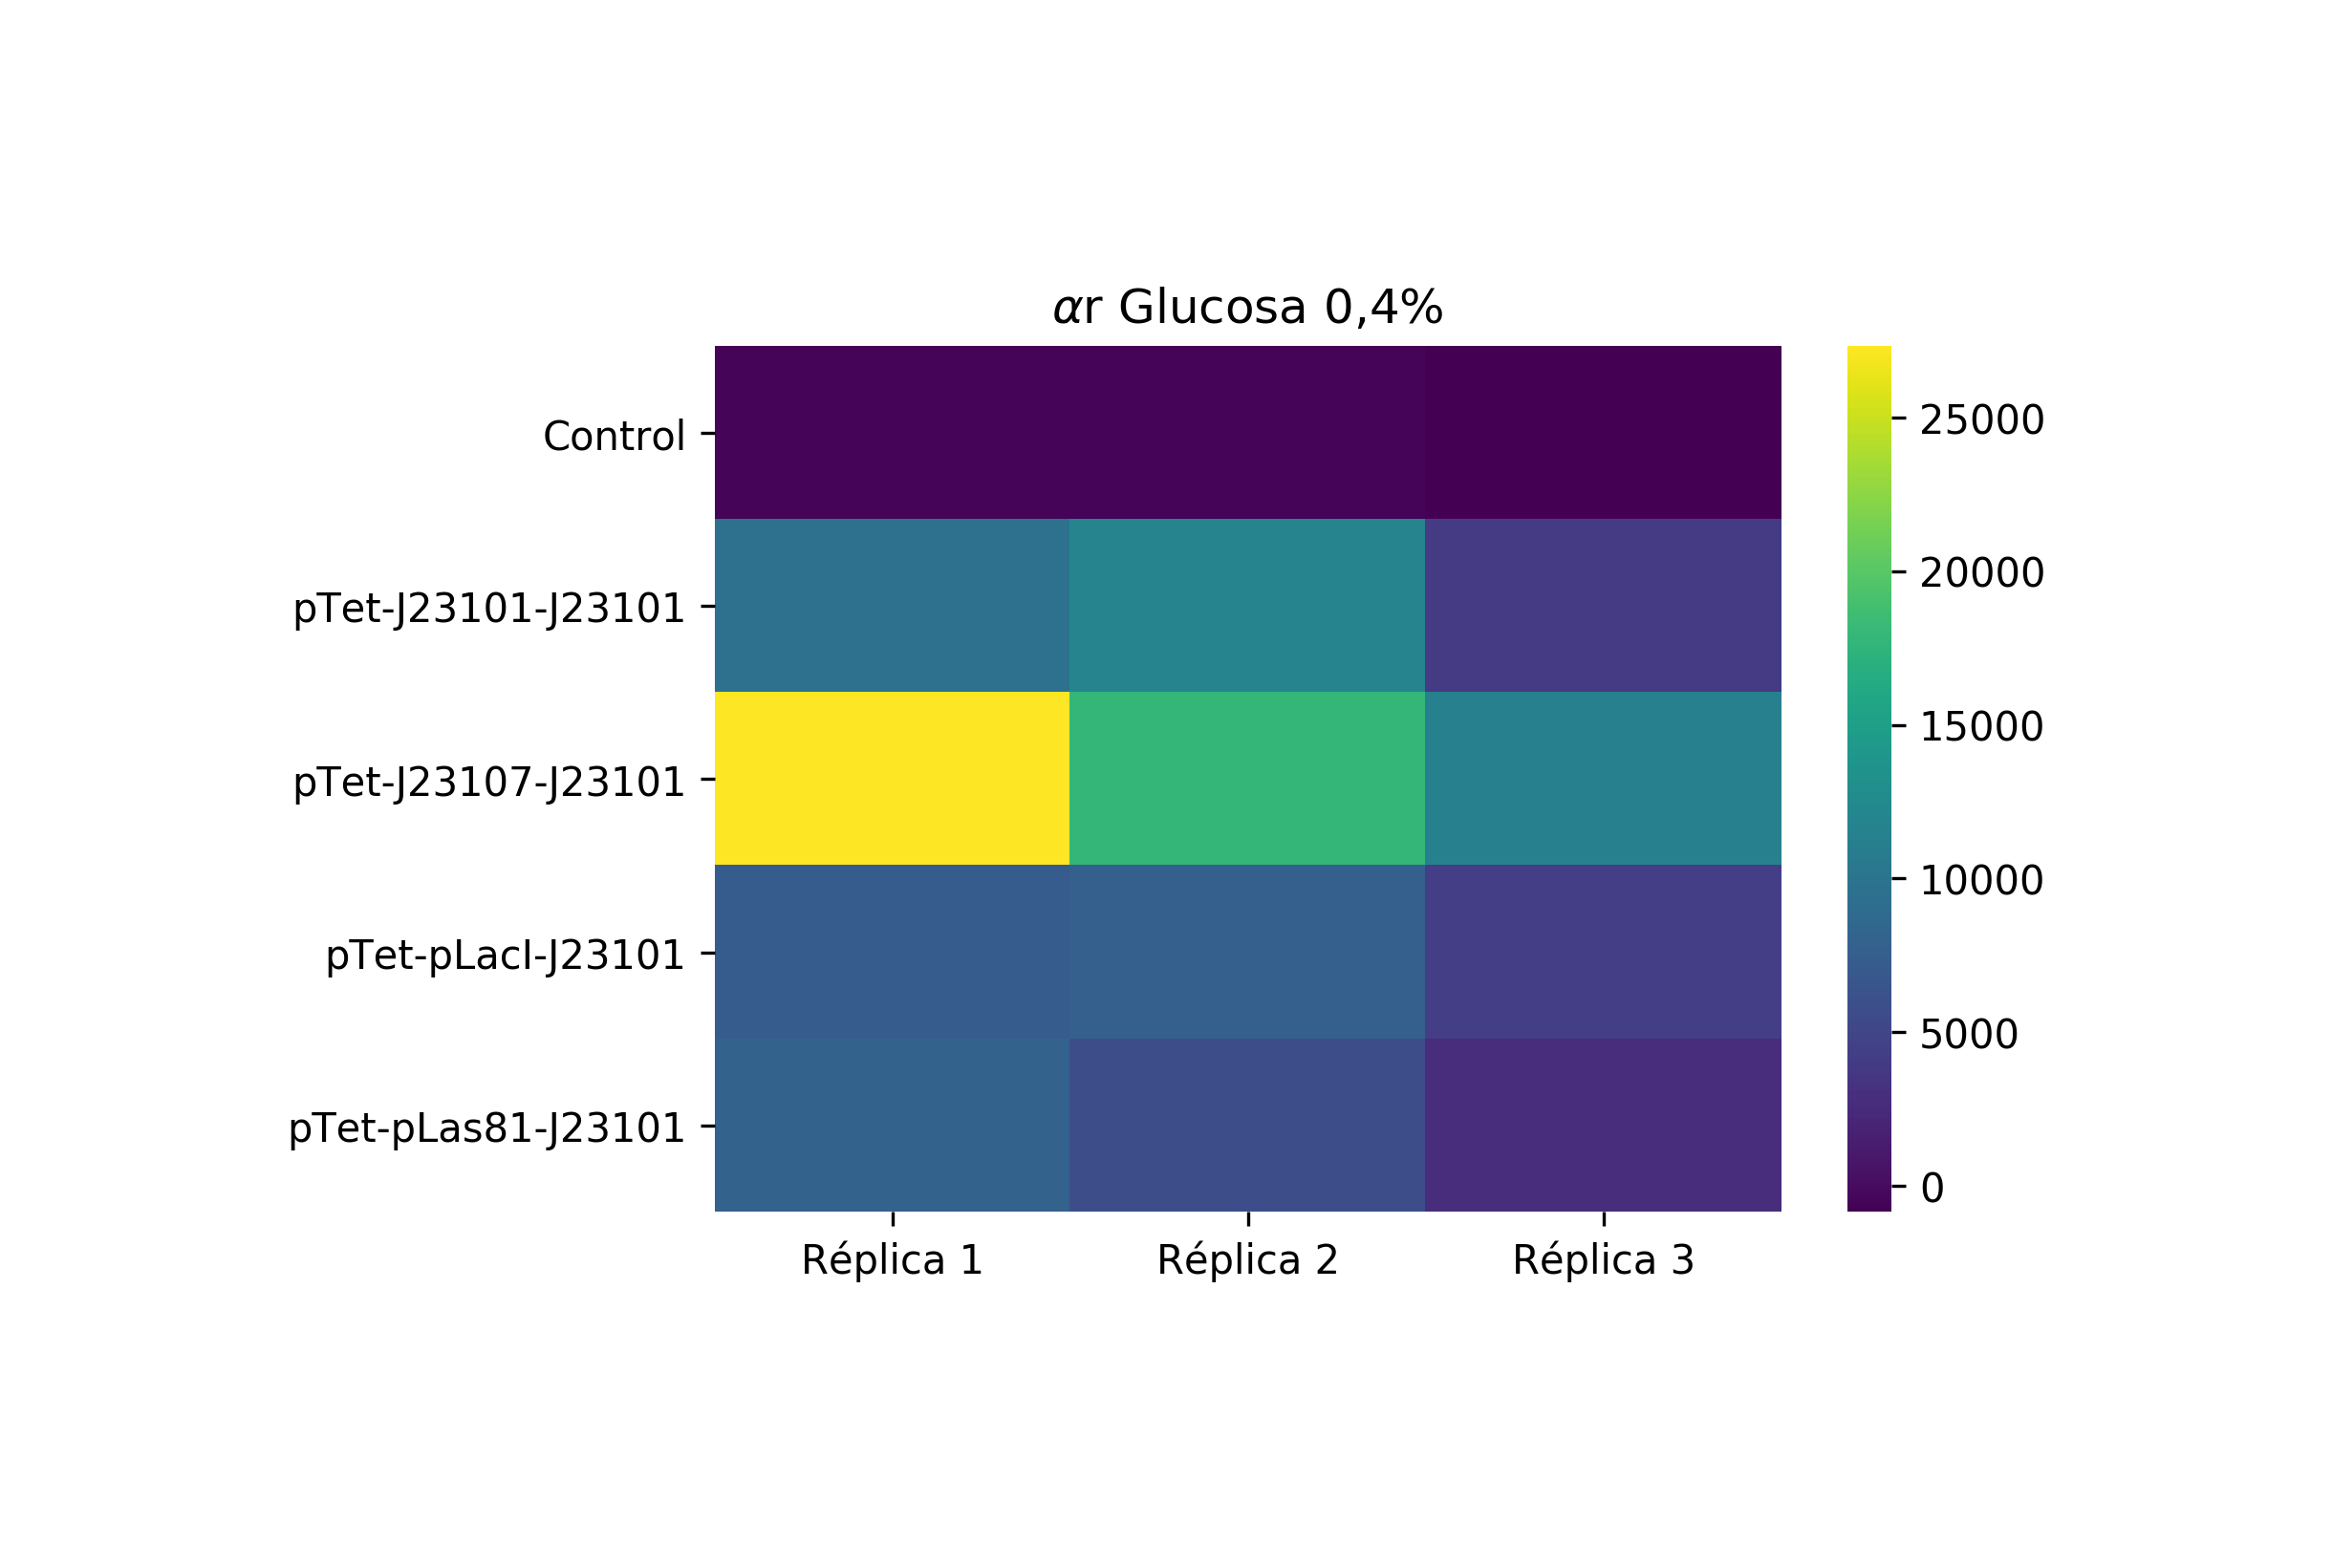 αr Glucosa 0,4%
Control
pTet-J23101-J23101
pTet-J23107-J23101
pTet-pLacI-J23101
pTet-pLas81-J23101
Réplica 1
Réplica 2
Réplica 3
25000
20000
15000
10000
5000
0